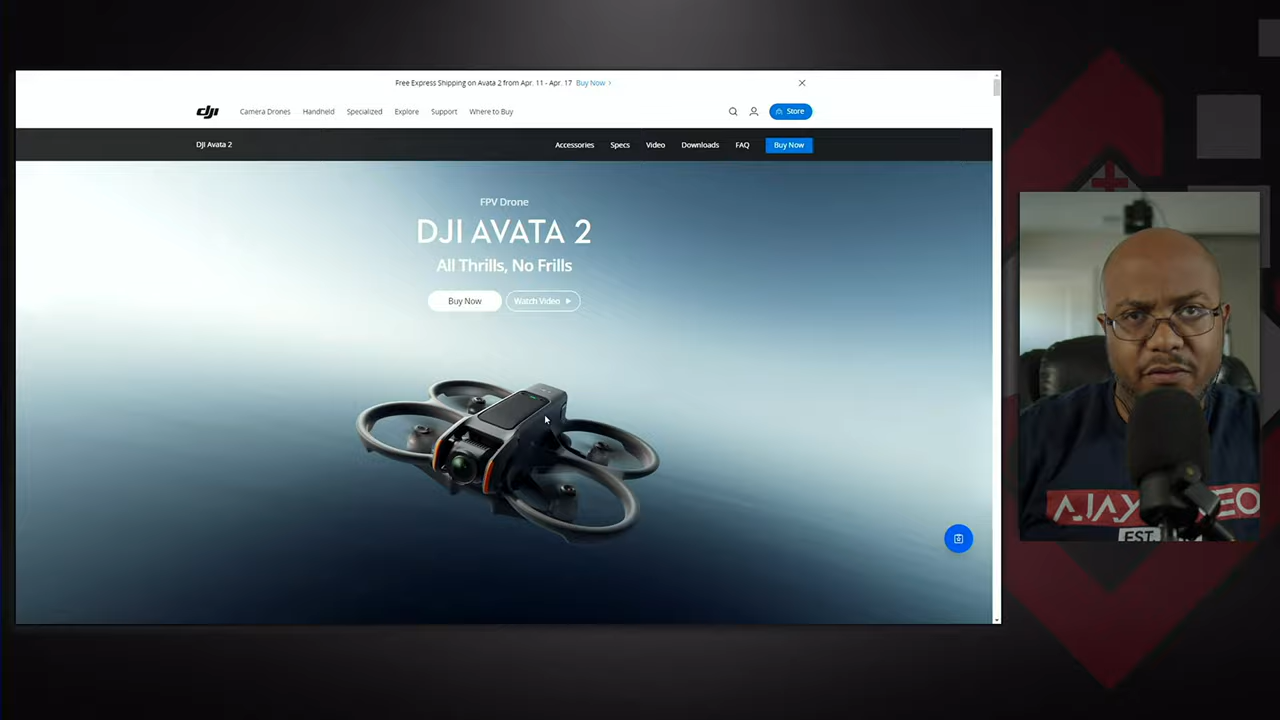 Free Express Shipping on Avata 2 from Apr. 11 - Apr. 17 Buy Now >
dji Camera Drones Handheld Specialized Explore Support Where to Buy Store
DJI Avata 2 Accessories Specs Video Downloads FAQ Buy Now
FPV Drone
DJI AVATA 2
All Thrills, No Frills
Buy Now Watch Video
EST.